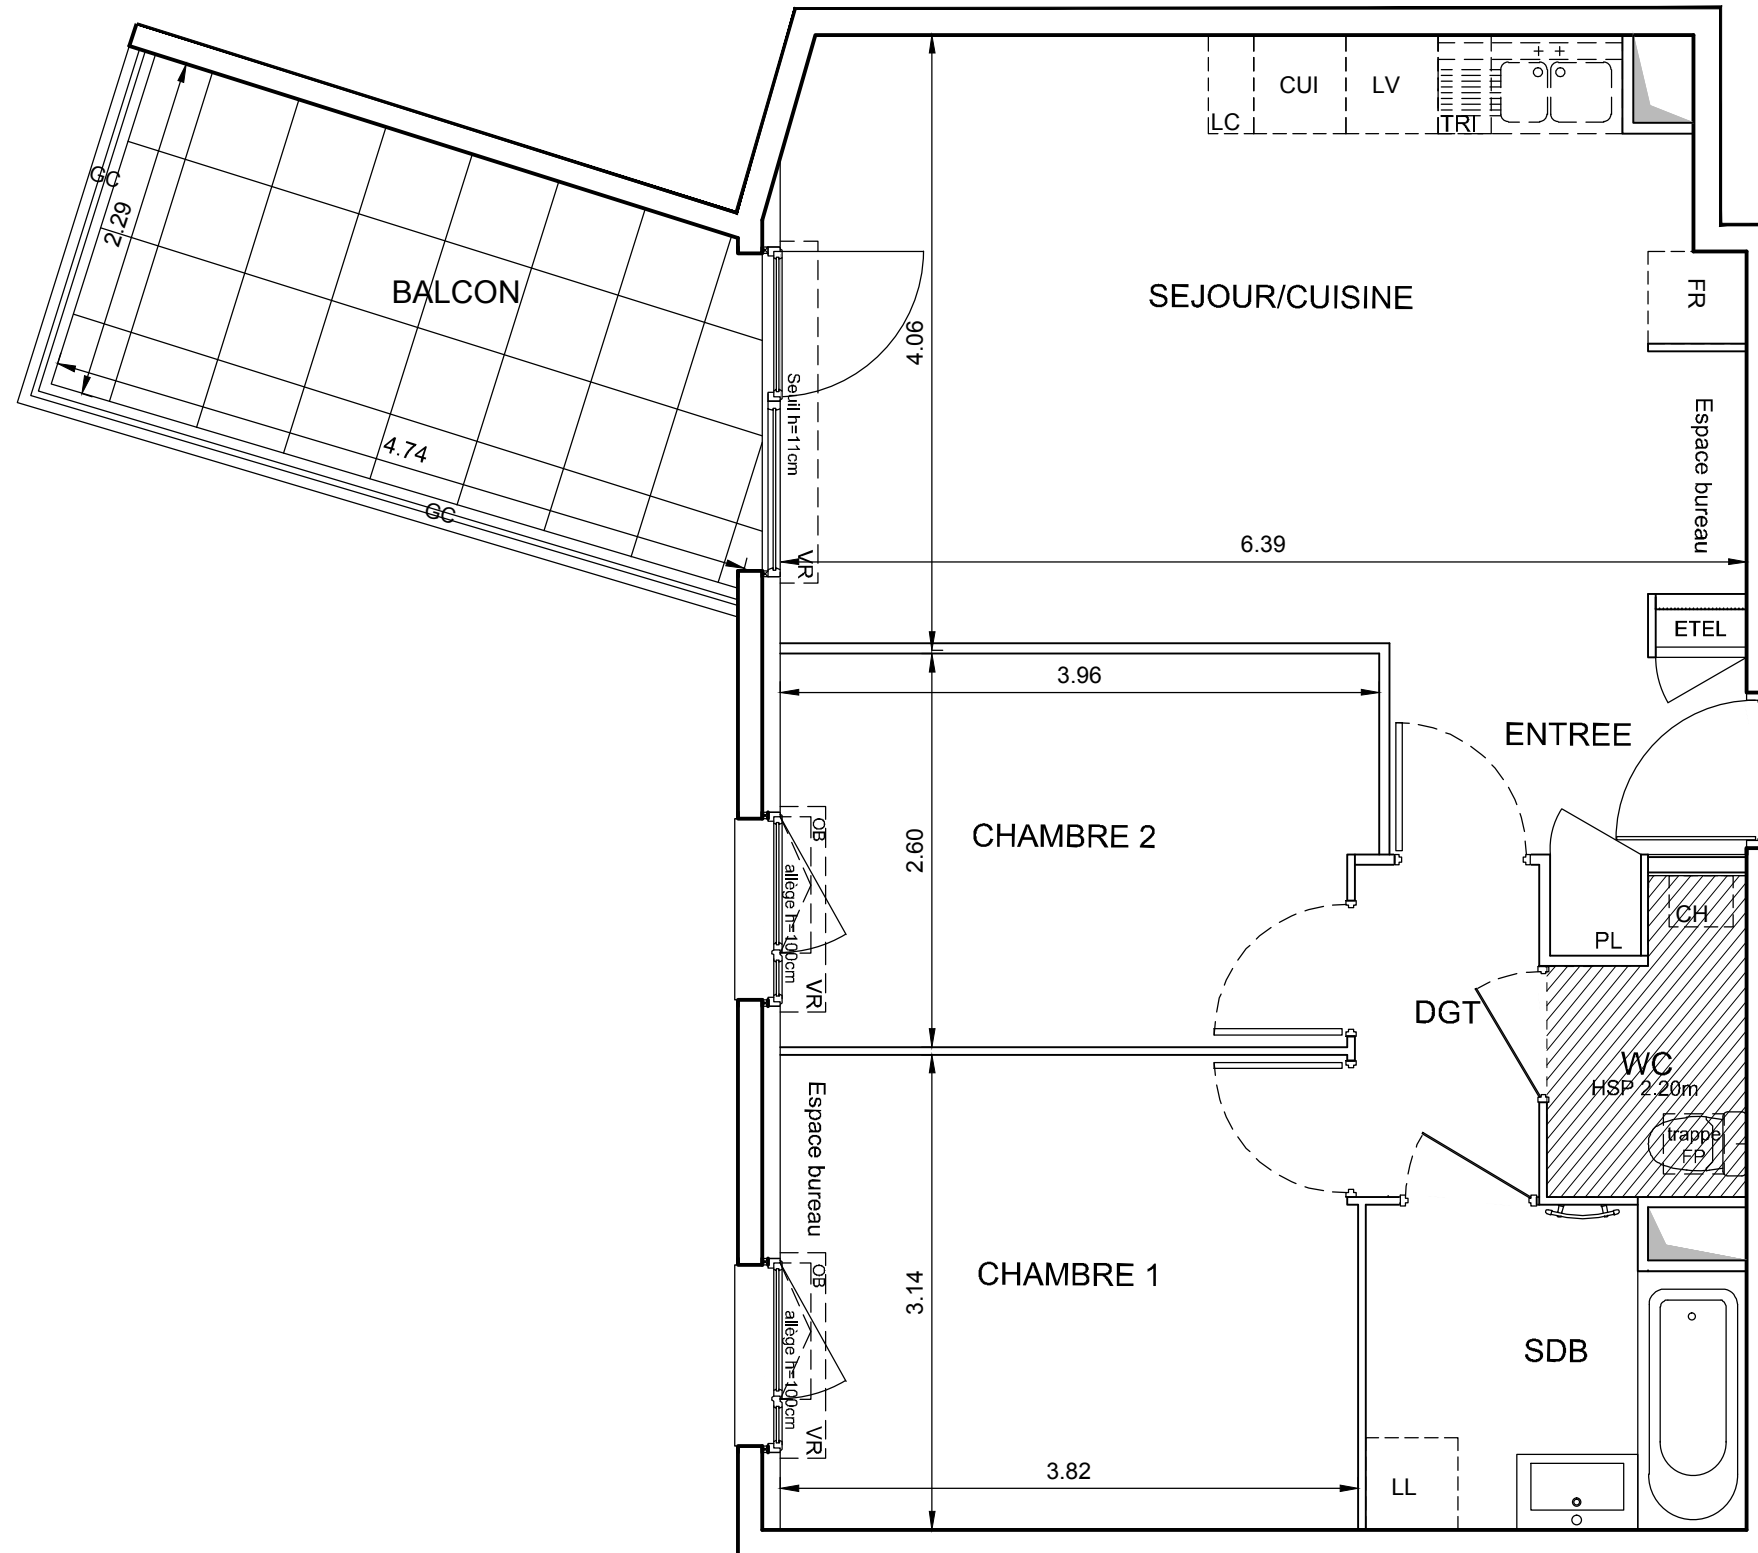 CUI
LV
LC
TRI
GC
2.29
BALCON
SEJOUR/CUISINE
FR
4.06
Seuil h=11cm
Espace bureau
4.74
GC
6.39
VR
ETEL
3.96
ENTREE
OB
CHAMBRE 2
2.60
allège h=100cm
CH
PL
VR
DGT
WC
HSP 2.20m
Espace bureau
trappe
FP
OB
CHAMBRE 1
3.14
allège h=100cm
SDB
VR
3.82
LL